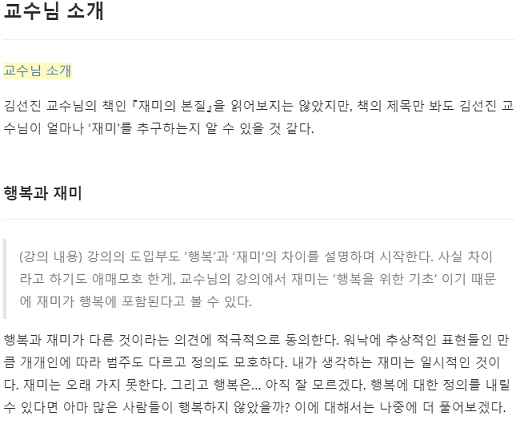 교수님 소개
교수님 소개
김선진 교수님의 책인 『재미의 본질』을 읽어보지는 않았지만, 책의 제목만 봐도 김선진 교
수님이 얼마나 ‘재미’를 추구하는지 알 수 있을 것 같다.
행복과 재미
(강의 내용) 강의의 도입부도 ‘행복’과 ‘재미’의 차이를 설명하며 시작한다. 사실 차이
라고 하기도 애매모호 한게, 교수님의 강의에서 재미는 ‘행복을 위한 기초’ 이기 때문
에 재미가 행복에 포함된다고 볼 수 있다.
행복과 재미가 다른 것이라는 의견에 적극적으로 동의한다. 워낙에 추상적인 표현들인 만
큼 개개인에 따라 범주도 다르고 정의도 모호하다. 내가 생각하는 재미는 일시적인 것이
다. 재미는 오래 가지 못한다. 그리고 행복은... 아직 잘 모르겠다. 행복에 대한 정의를 내릴
수 있다면 아마 많은 사람들이 행복하지 않았을까? 이에 대해서는 나중에 더 풀어보겠다.